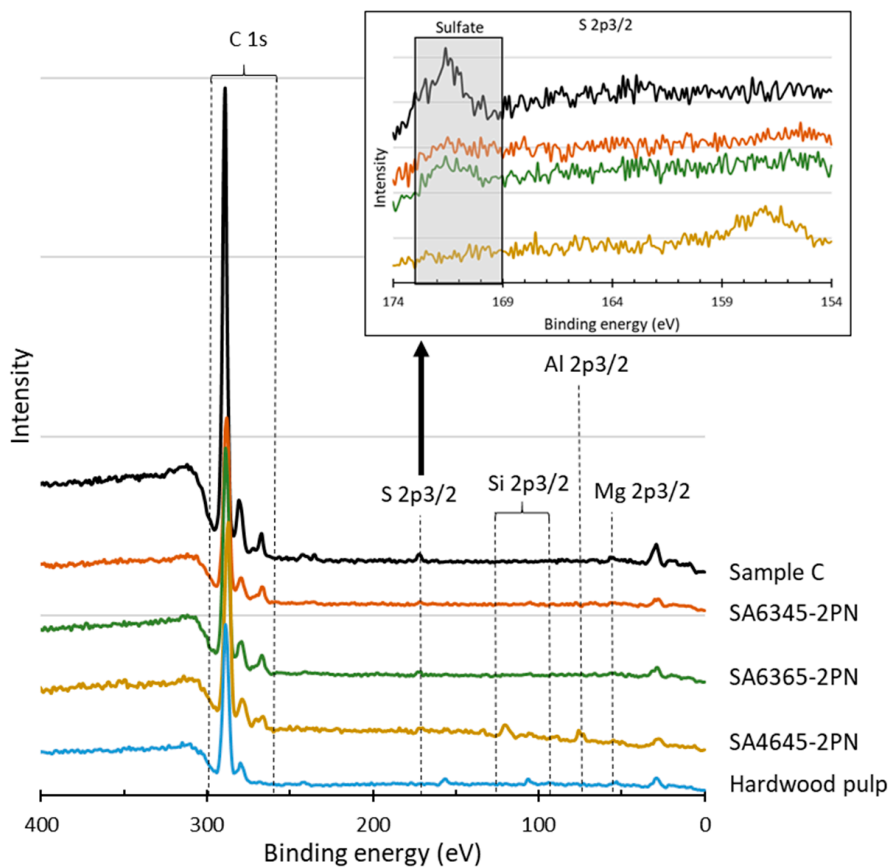 C 1s
Sulfate
S 2p3/2
Intensity
174
169
164
159
154
Binding energy (eV)
Al 2p3/2
S 2p3/2
Si 2p3/2
Mg 2p3/2
Intensity
Sample C
SA6345-2PN
SA6365-2PN
SA4645-2PN
Hardwood pulp
400
300
200
100
0
Binding energy (eV)